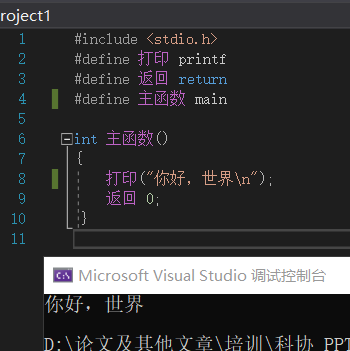 roject1
1 #include <stdio.h>
2 #define 打印 printf
3 #define 返回 return
4 #define 主函数 main
5
6 int 主函数()
7 {
8 打印("你好，世界\n");
9 返回 0;
10 }
11
Microsoft Visual Studio 调试控制台
你好，世界
D:\论文及其他文章\培训\科协 PPT